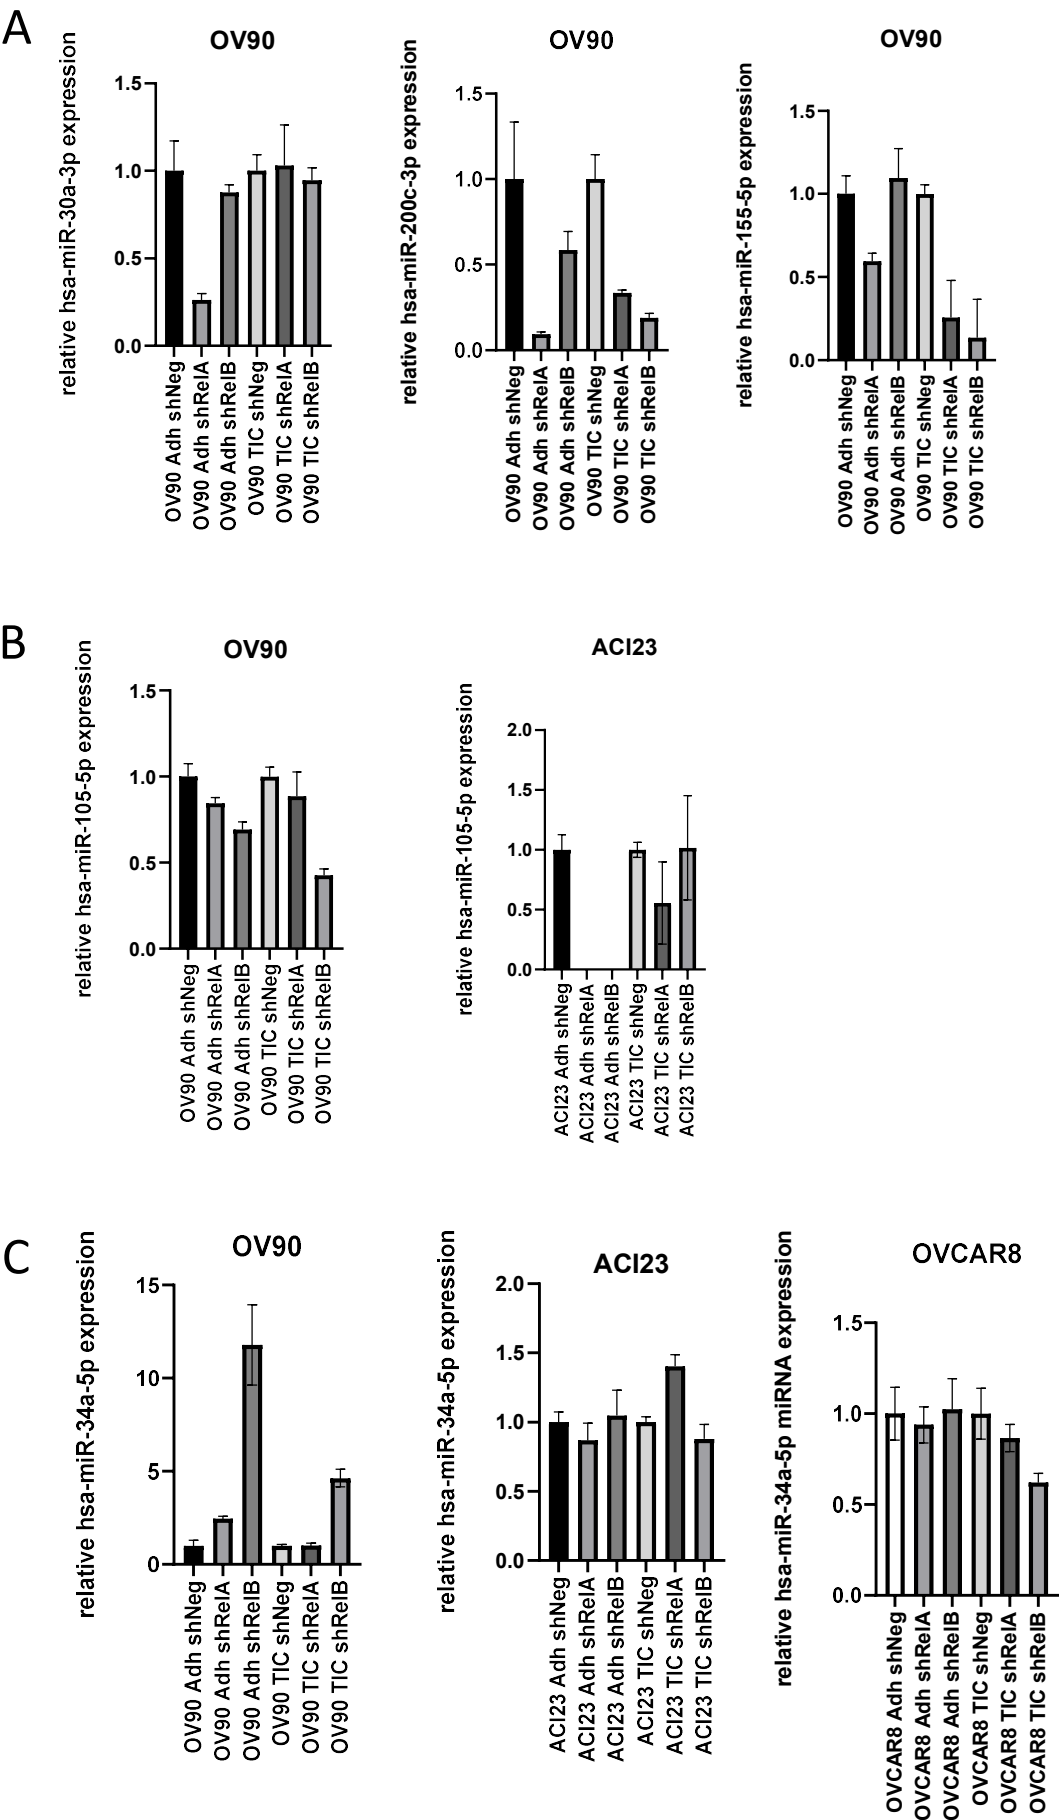 A
OV90
relative hsa-miR-30a-3p expression
1.5
1.0
0.5
0.0
OV90 Adh shNeg
OV90 Adh shRelA
OV90 Adh shRelB
OV90 TIC shNeg
OV90 TIC shRelA
OV90 TIC shRelB
OV90
relative hsa-miR-200c-3p expression
1.5
1.0
0.5
0.0
OV90 Adh shNeg
OV90 Adh shRelA
OV90 Adh shRelB
OV90 TIC shNeg
OV90 TIC shRelA
OV90 TIC shRelB
OV90
relative hsa-miR-155-5p expression
1.5
1.0
0.5
0.0
OV90 Adh shNeg
OV90 Adh shRelA
OV90 Adh shRelB
OV90 TIC shNeg
OV90 TIC shRelA
OV90 TIC shRelB
B
OV90
relative hsa-miR-105-5p expression
1.5
1.0
0.5
0.0
OV90 Adh shNeg
OV90 Adh shRelA
OV90 Adh shRelB
OV90 TIC shNeg
OV90 TIC shRelA
OV90 TIC shRelB
ACI23
relative hsa-miR-105-5p expression
2.0
1.5
1.0
0.5
0.0
ACI23 Adh shNeg
ACI23 Adh shRelA
ACI23 Adh shRelB
ACI23 TIC shNeg
ACI23 TIC shRelA
ACI23 TIC shRelB
C
OV90
relative hsa-miR-34a-5p expression
15
10
5
0
OV90 Adh shNeg
OV90 Adh shRelA
OV90 Adh shRelB
OV90 TIC shNeg
OV90 TIC shRelA
OV90 TIC shRelB
ACI23
relative hsa-miR-34a-5p expression
2.0
1.5
1.0
0.5
0.0
ACI23 Adh shNeg
ACI23 Adh shRelA
ACI23 Adh shRelB
ACI23 TIC shNeg
ACI23 TIC shRelA
ACI23 TIC shRelB
OVCAR8
relative hsa-miR-34a-5p miRNA expression
1.5
1.0
0.5
0.0
OVCAR8 Adh shNeg
OVCAR8 Adh shRelA
OVCAR8 Adh shRelB
OVCAR8 TIC shNeg
OVCAR8 TIC shRelA
OVCAR8 TIC shRelB